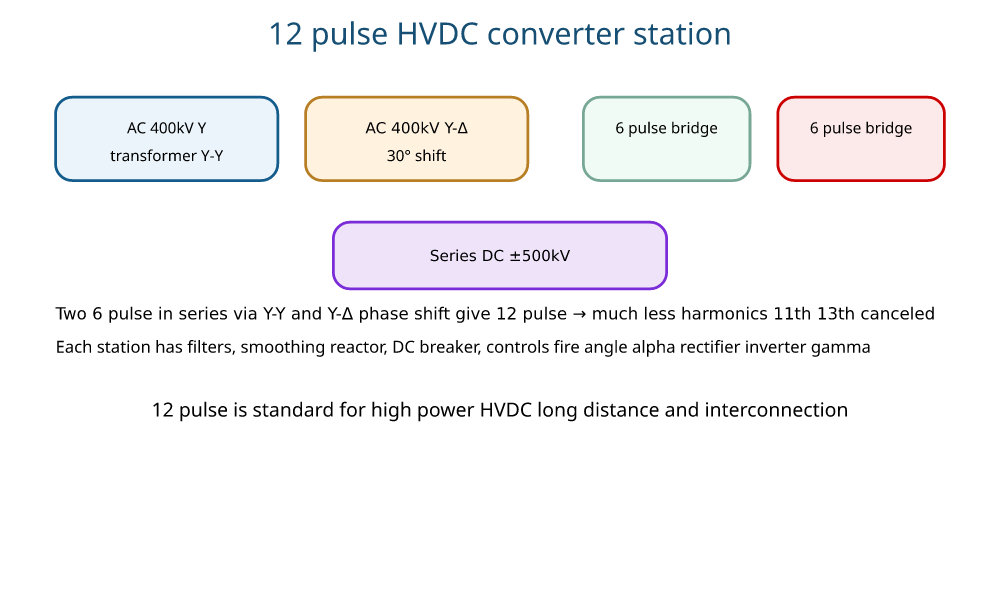 12 pulse HVDC converter station
AC 400kV Y
transformer Y-Y
AC 400kV Y-Δ
30° shift
6 pulse bridge
6 pulse bridge
Series DC ±500kV
Two 6 pulse in series via Y-Y and Y-Δ phase shift give 12 pulse → much less harmonics 11th 13th canceled
Each station has filters, smoothing reactor, DC breaker, controls fire angle alpha rectifier inverter gamma
12 pulse is standard for high power HVDC long distance and interconnection